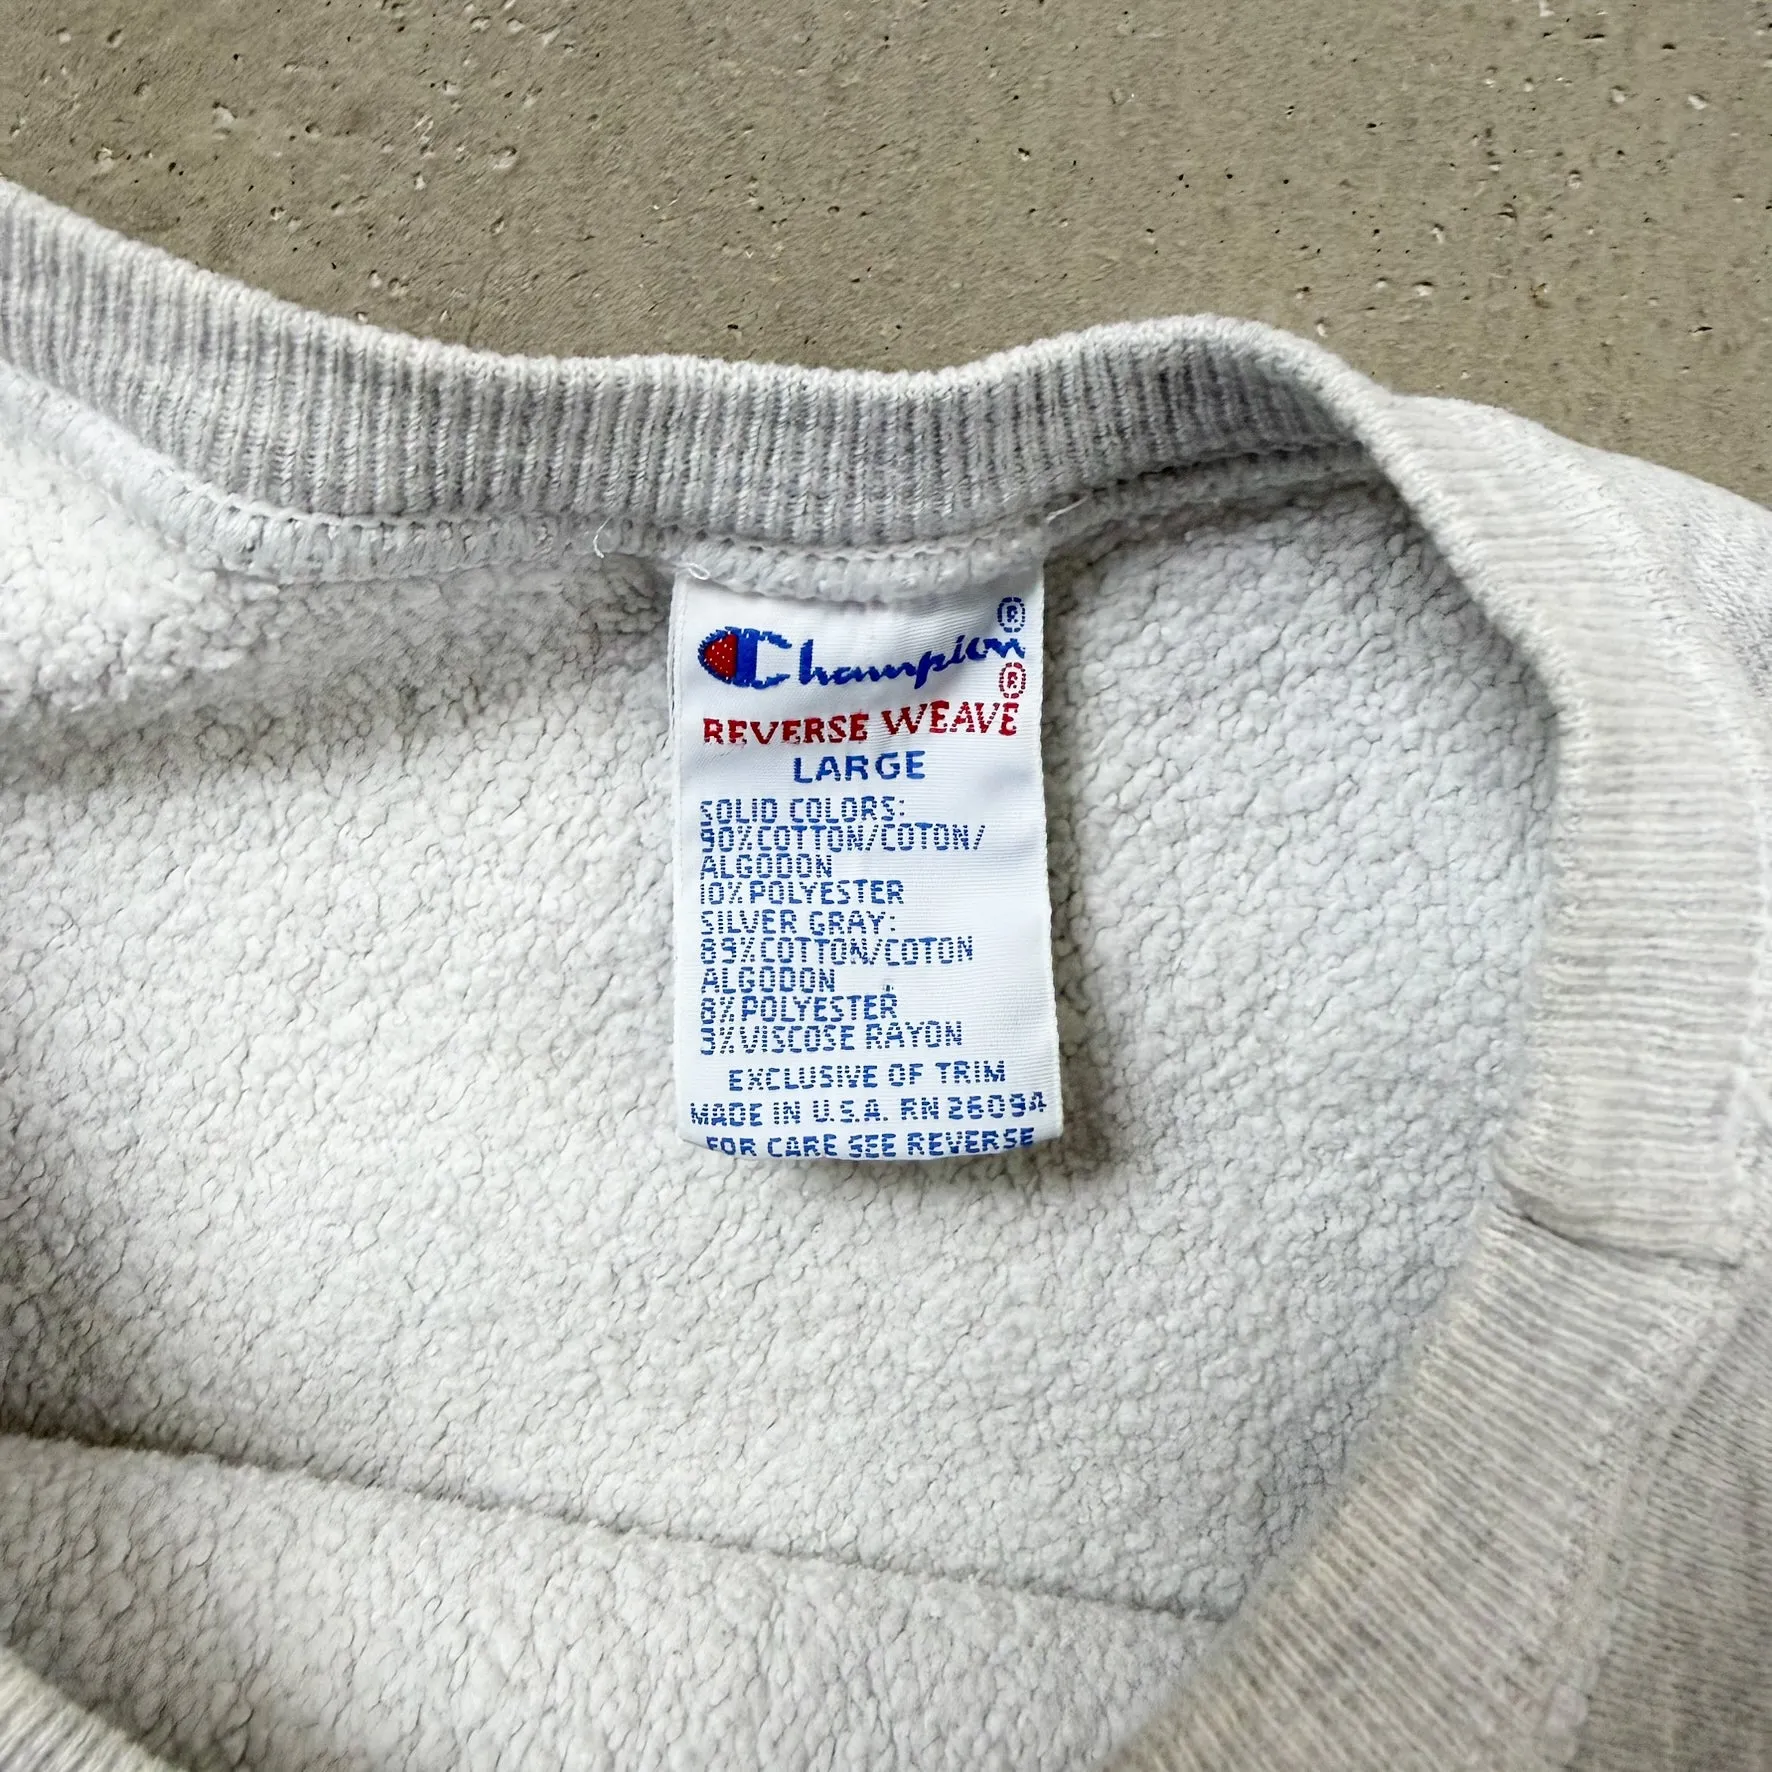 ®
Champion
®
REVERSE WEAVE
LARGE
SOLID COLORS:
90% COTTON/COTON/
ALGODON
10% POLYESTER
SILVER GRAY:
89% COTTON/COTON
ALGODON
8% POLYESTER
3% VISCOSE RAYON
EXCLUSIVE OF TRIM
MADE IN U.S.A. RN 26094
FOR CARE SEE REVERSE